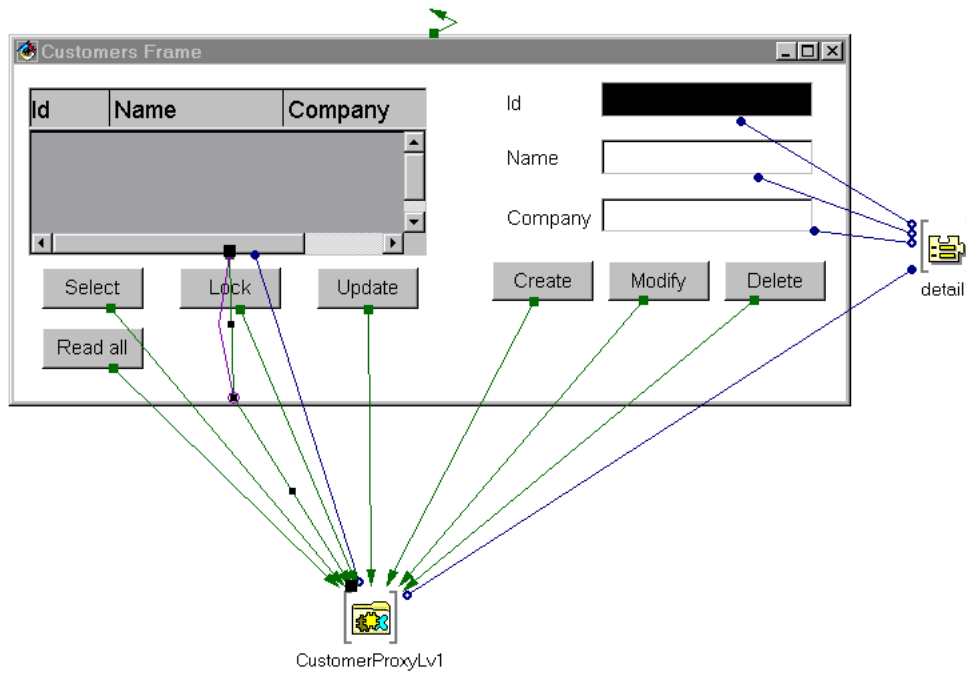 Customers Frame
Id Name Company
Id
Name
Company
Select Lock Update
Create Modify Delete
Read all
detail
CustomerProxyLv1